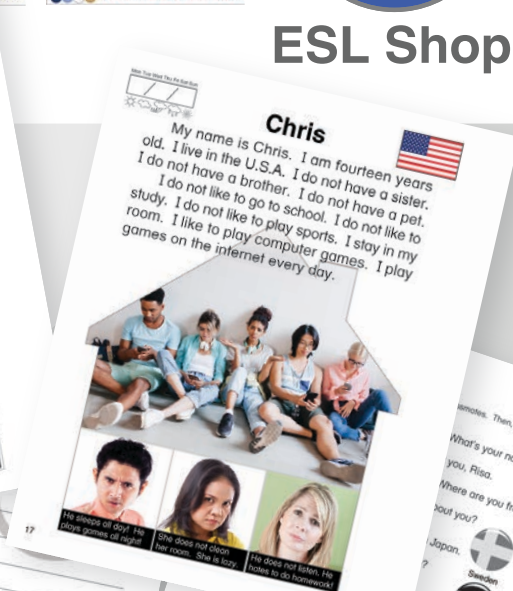 ESL Shop
Mon Tue Wed Thu Fri Sat Sun
Chris
My name is Chris. I am fourteen years
old. I live in the U.S.A. I do not have a sister.
I do not have a brother. I do not have a pet.
I do not like to go to school. I do not like to
study. I do not like to play sports. I stay in my
room. I like to play computer games. I play
games on the internet every day.
He sleeps all day! He
plays games all night!
She does not clean
her room. She is lazy.
He does not listen. He
hates to do homework!
17
Then,
What's your
you, Risa.
Where are you
you?
Japan.
?
Sweden